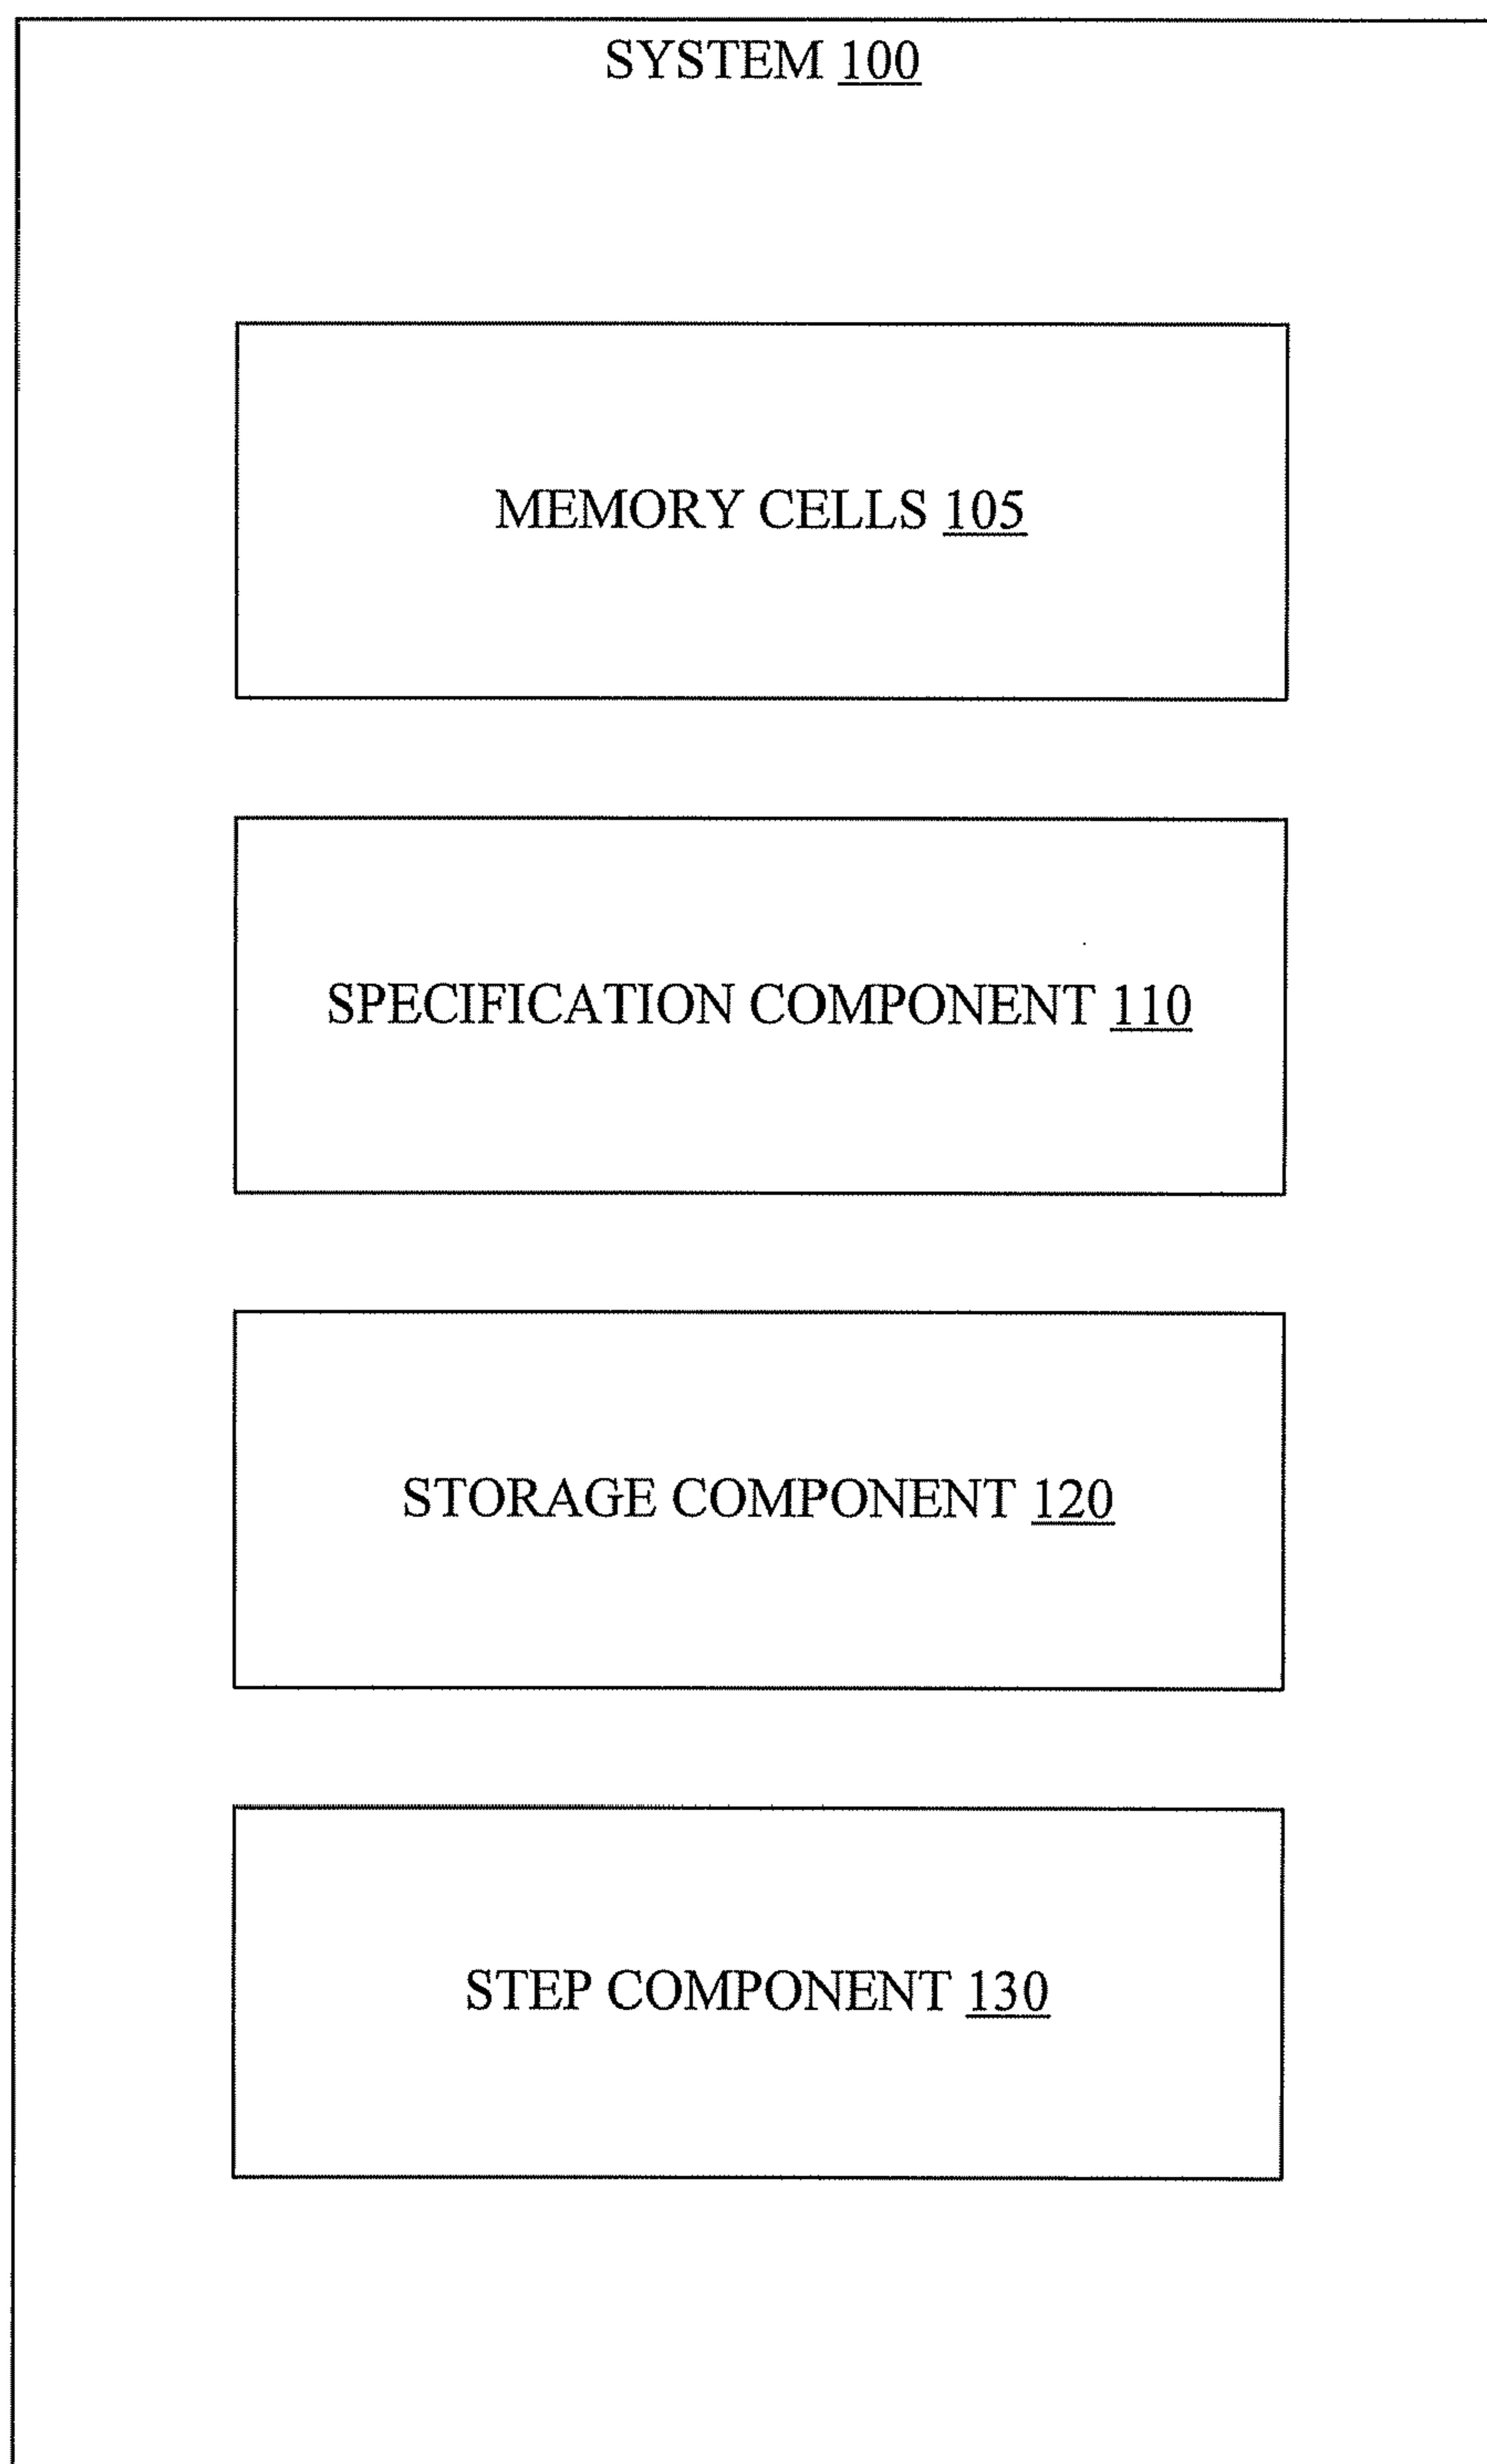 SYSTEM 100
MEMORY CELLS 105
SPECIFICATION COMPONENT 110
STORAGE COMPONENT 120
STEP COMPONENT 130